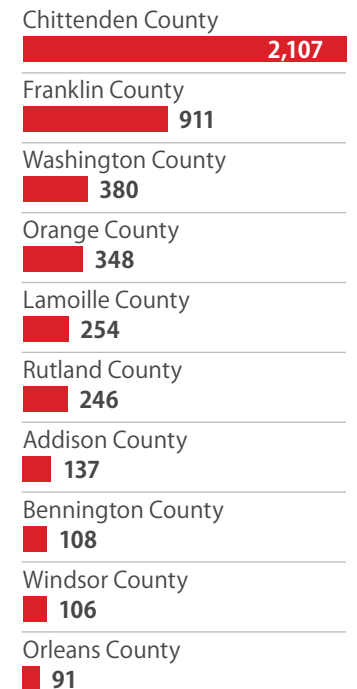 Chittenden County
2,107
Franklin County
911
Washington County
380
Orange County
348
Lamoille County
254
Rutland County
246
Addison County
137
Bennington County
108
Windsor County
106
Orleans County
91